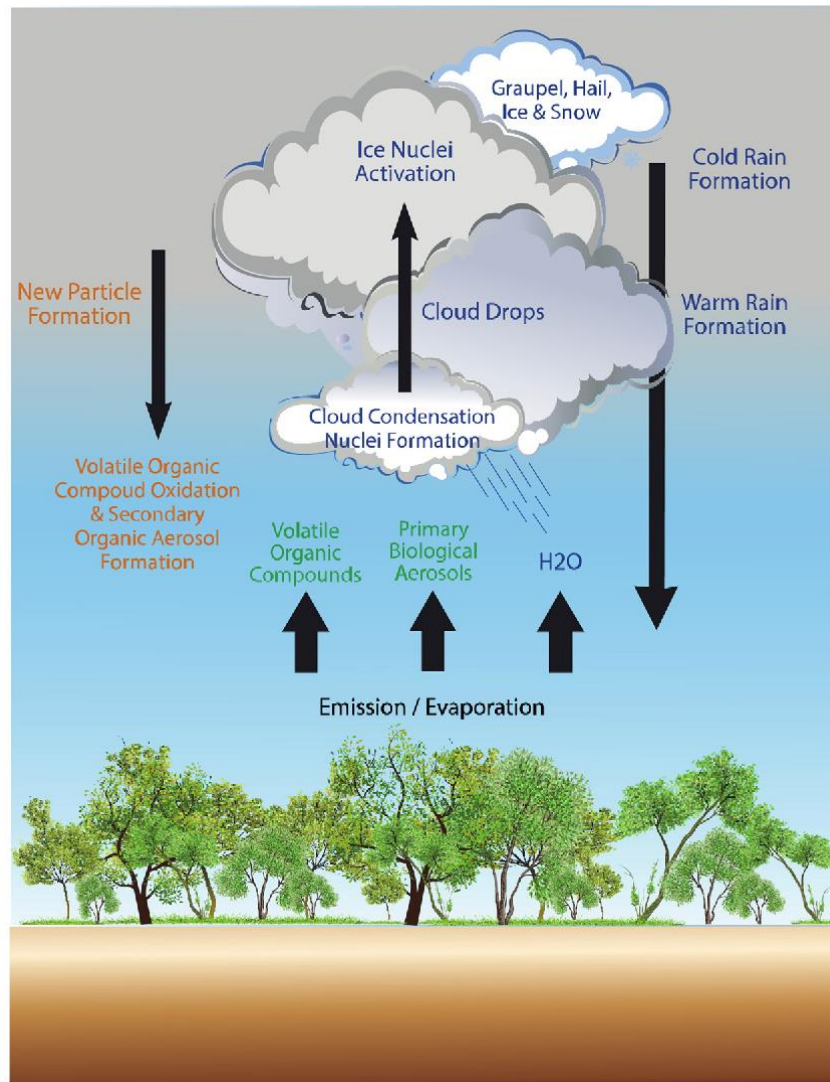 Graupel, Hail,
Ice & Snow
Ice Nuclei
Activation
Cold Rain
Formation
New Particle
Formation
Cloud Drops
Warm Rain
Formation
Cloud Condensation
Nuclei Formation
Volatile Organic
Compoud Oxidation
& Secondary
Organic Aerosol
Formation
Volatile
Organic
Compounds
Primary
Biological
Aerosols
H2O
Emission / Evaporation